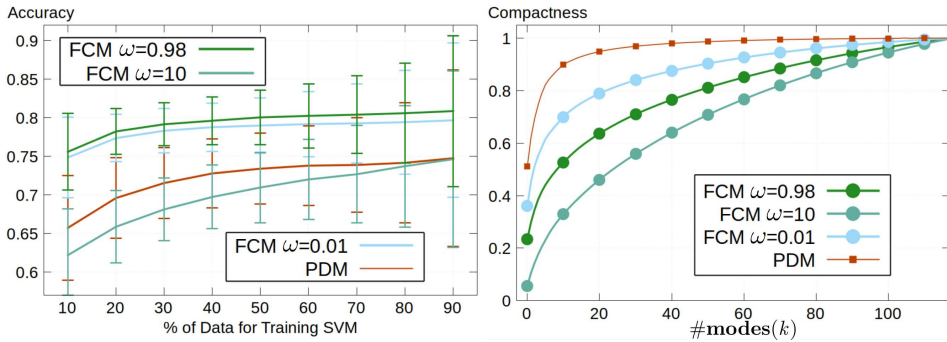 Accuracy
0.9
0.85
0.8
0.75
0.7
0.65
0.6
FCM ω=0.98
FCM ω=10
FCM ω=0.01
PDM
10 20 30 40 50 60 70 80 90
% of Data for Training SVM
Compactness
1
0.8
0.6
0.4
0.2
0
FCM ω=0.98
FCM ω=10
FCM ω=0.01
PDM
0 20 40 60 80 100
#modes(k)